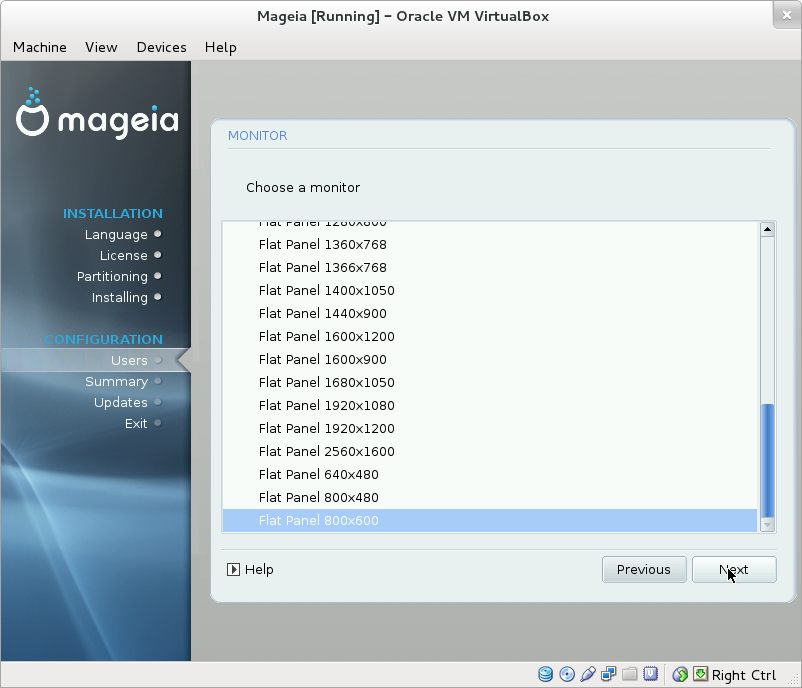 Mageia [Running] – Oracle VM VirtualBox
Machine View Devices Help
mageia
INSTALLATION
Language
License
Partitioning
Installing
CONFIGURATION
Users
Summary
Updates
Exit
MONITOR
Choose a monitor
Flat Panel 1280x800
Flat Panel 1360x768
Flat Panel 1366x768
Flat Panel 1400x1050
Flat Panel 1440x900
Flat Panel 1600x1200
Flat Panel 1600x900
Flat Panel 1680x1050
Flat Panel 1920x1080
Flat Panel 1920x1200
Flat Panel 2560x1600
Flat Panel 640x480
Flat Panel 800x480
Flat Panel 800x600
Help
Previous
Next
Right Ctrl